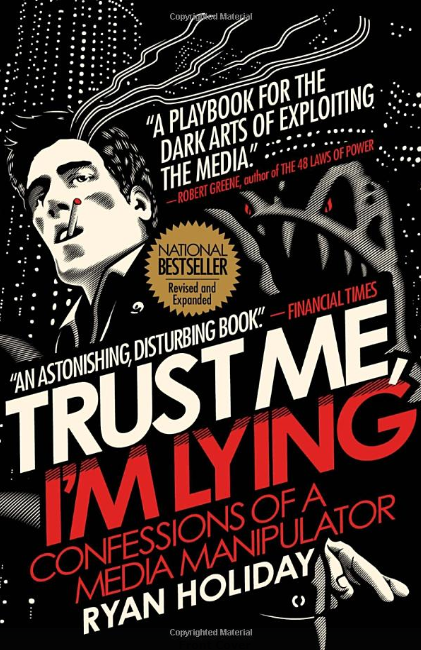 Copyrighted Material
“A PLAYBOOK FOR THE
DARK ARTS OF EXPLOITING
THE MEDIA.”
— ROBERT GREENE, author of THE 48 LAWS OF POWER
NATIONAL
BESTSELLER
Revised and
Expanded
“AN ASTONISHING, DISTURBING BOOK.” — FINANCIAL TIMES
TRUST ME,
I'M LYING
CONFESSIONS OF A
MEDIA MANIPULATOR
RYAN HOLIDAY
Copyrighted Material